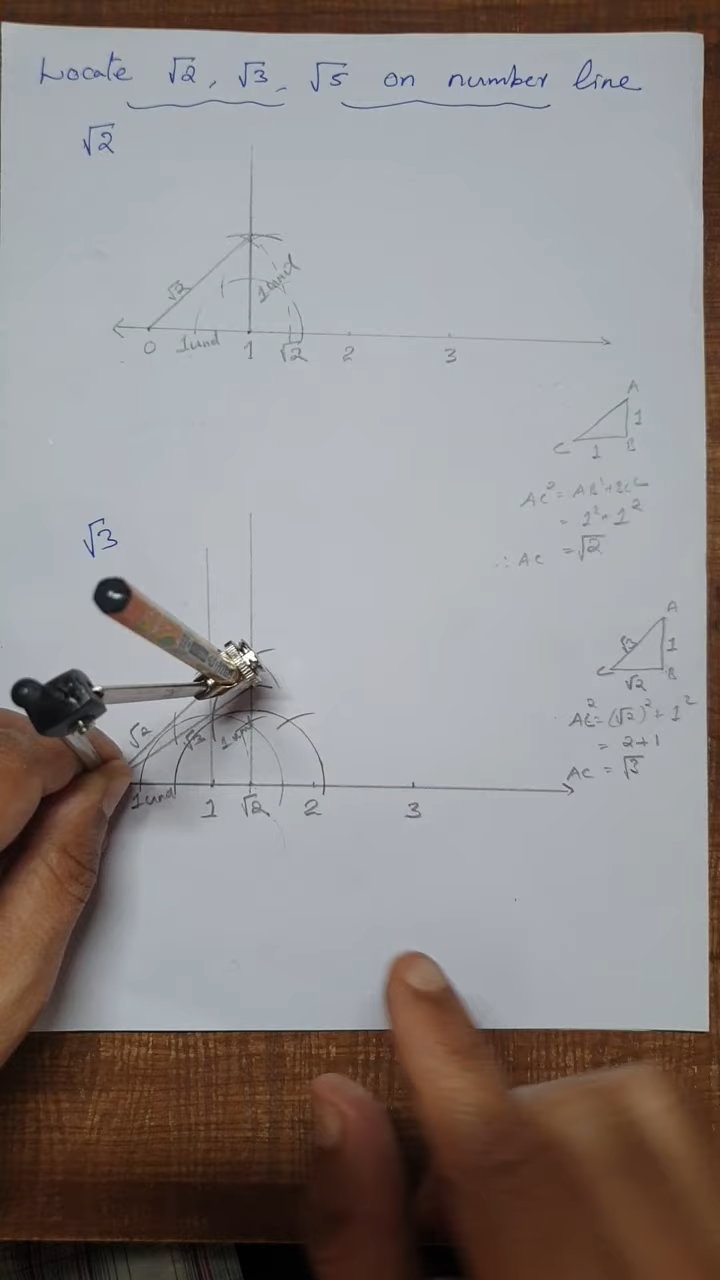 Locate √2, √3, √5 on number line
√2
√2
1 unit
0 1 unit 1 √2 2 3
A
1
C 1 B
AC² = AB² + BC²
= 1² + 1²
∴ AC = √2
√3
A
√3 1
C √2 B
AC² = (√2)² + 1²
= 2+1
AC = √3
√2 √3 1 unit
1 unit 1 √2 2 3